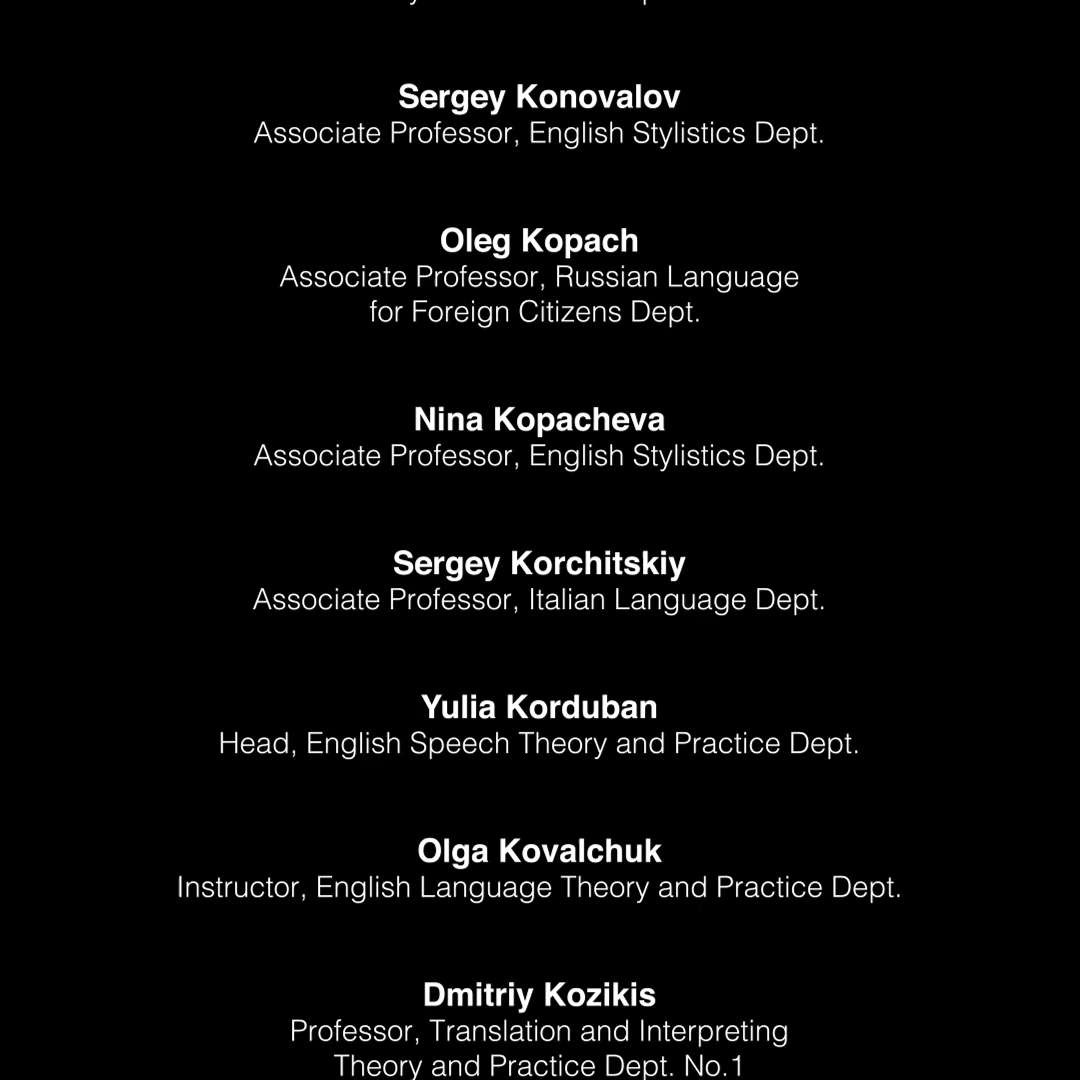 Sergey Konovalov
Associate Professor, English Stylistics Dept.
Oleg Kopach
Associate Professor, Russian Language
for Foreign Citizens Dept.
Nina Kopacheva
Associate Professor, English Stylistics Dept.
Sergey Korchitskiy
Associate Professor, Italian Language Dept.
Yulia Korduban
Head, English Speech Theory and Practice Dept.
Olga Kovalchuk
Instructor, English Language Theory and Practice Dept.
Dmitriy Kozikis
Professor, Translation and Interpreting
Theory and Practice Dept. No.1